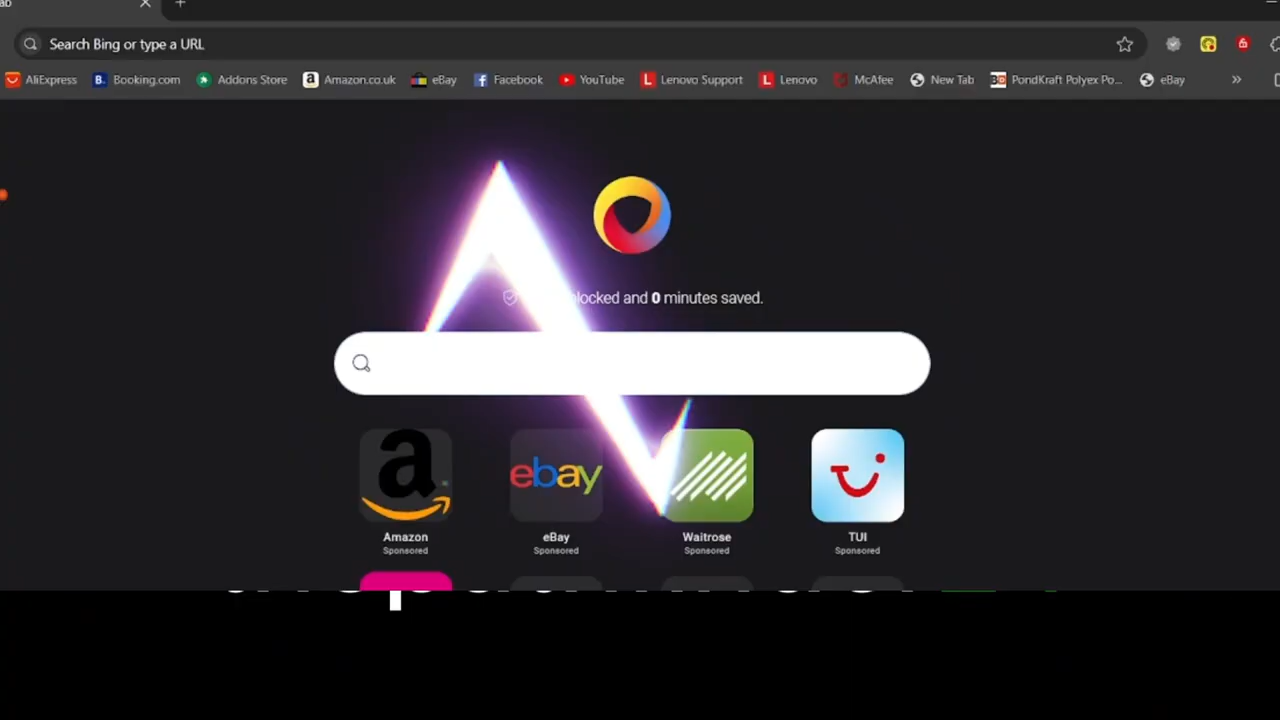 Search Bing or type a URL
AliExpress Booking.com Addons Store Amazon.co.uk eBay Facebook YouTube Lenovo Support Lenovo McAfee New Tab PondKraft Polyex Po... eBay
and 0 minutes saved.
ebay
Amazon eBay Waitrose TUI
Sponsored Sponsored Sponsored Sponsored